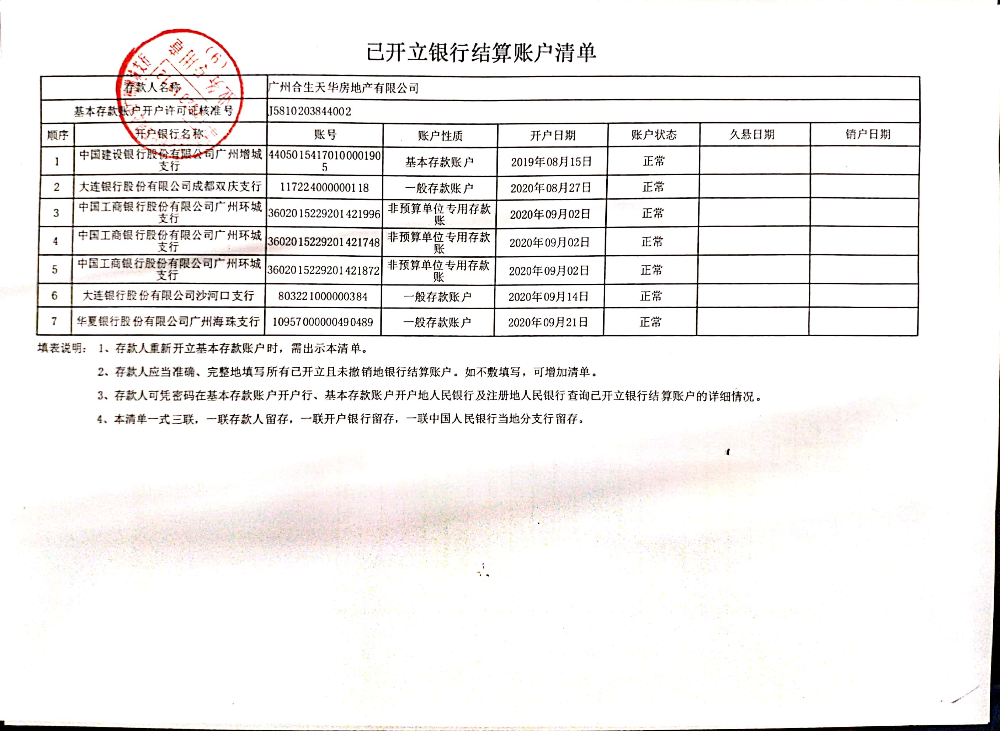 已开立银行结算账户清单
存款人名称 广州合生天华房地产有限公司
基本存款账户开户许可证核准号 J5810203844002
顺序 开户银行名称 账号 账户性质 开户日期 账户状态 久悬日期 销户日期
1 中国建设银行股份有限公司广州增城支行 44050154170100001905 基本存款账户 2019年08月15日 正常
2 大连银行股份有限公司成都双庆支行 117224000000118 一般存款账户 2020年08月27日 正常
3 中国工商银行股份有限公司广州环城支行 3602015229201421996 非预算单位专用存款账 2020年09月02日 正常
4 中国工商银行股份有限公司广州环城支行 3602015229201421748 非预算单位专用存款账 2020年09月02日 正常
5 中国工商银行股份有限公司广州环城支行 3602015229201421872 非预算单位专用存款账 2020年09月02日 正常
6 大连银行股份有限公司沙河口支行 803221000000384 一般存款账户 2020年09月14日 正常
7 华夏银行股份有限公司广州海珠支行 10957000000490489 一般存款账户 2020年09月21日 正常
填表说明： 1、存款人重新开立基本存款账户时，需出示本清单。
2、存款人应当准确、完整地填写所有已开立且未撤销地银行结算账户。如不敷填写，可增加清单。
3、存款人可凭密码在基本存款账户开户行、基本存款账户开户地人民银行及注册地人民银行查询已开立银行结算账户的详细情况。
4、本清单一式三联，一联存款人留存，一联开户银行留存，一联中国人民银行当地分支行留存。
(6)